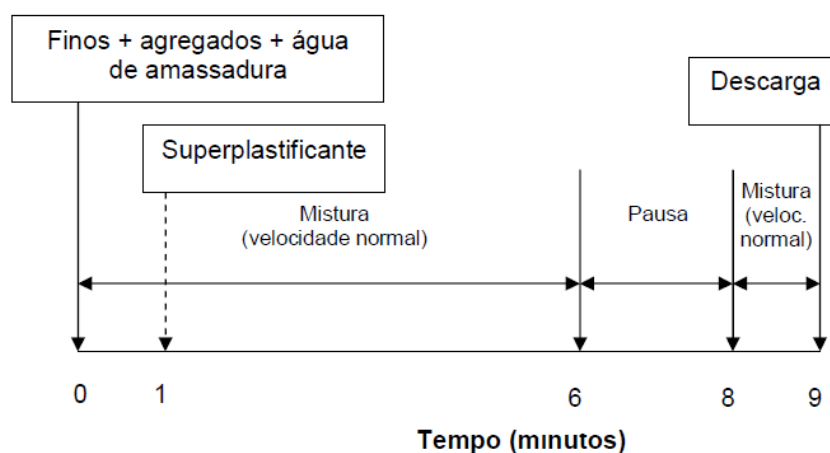 Finos + agregados + água
de amassadura
Descarga
Superplastificante
Mistura
(velocidade normal)
Pausa
Mistura
(veloc.
normal)
0
1
6
8
9
Tempo (minutos)